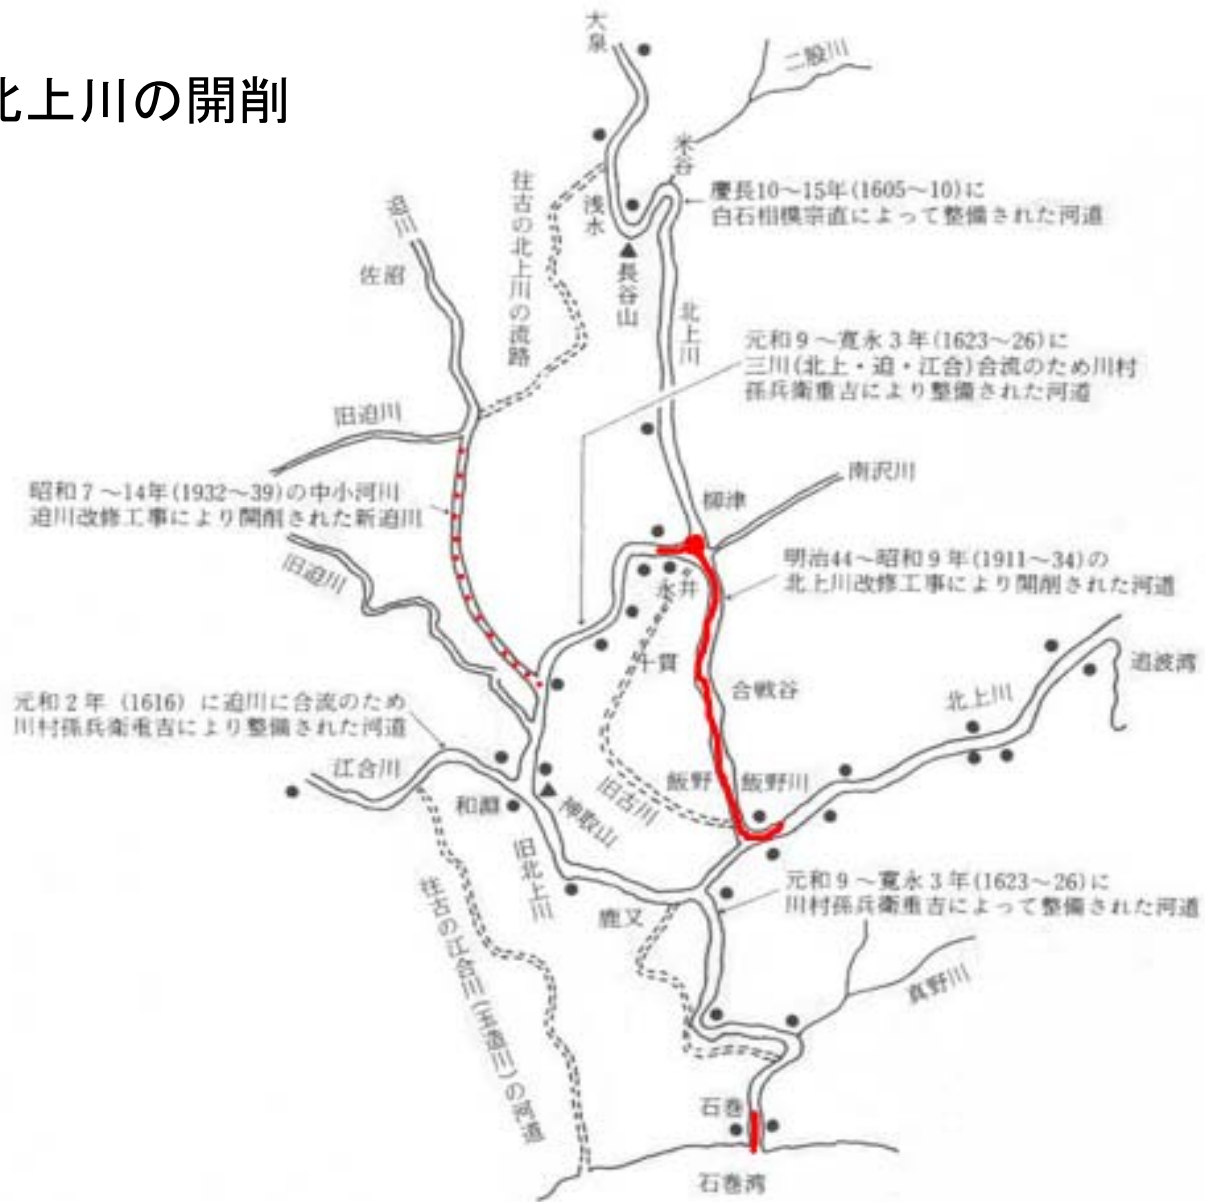 北上川の開削
大泉
二股川
米谷
慶長10〜15年(1605〜10)に
白石相模宗直によって整備された河道
往古の北上川の流路
浅水
長谷山
迫川
佐沼
北上川
元和9〜寛永3年(1623〜26)に
三川(北上・迫・江合)合流のため川村
孫兵衛重吉により整備された河道
旧迫川
南沢川
昭和7〜14年(1932〜39)の中小河川
迫川改修工事により開削された新迫川
柳津
明治44〜昭和9年(1911〜34)の
北上川改修工事により開削された河道
旧迫川
永井
十貫
合戦谷
追波湾
北上川
元和2年(1616)に迫川に合流のため
川村孫兵衛重吉により整備された河道
江合川
飯野
飯野川
旧古川
和淵
神取山
旧北上川
元和9〜寛永3年(1623〜26)に
川村孫兵衛重吉によって整備された河道
鹿又
往古の江合川(玉造川)の河道
真野川
石巻
石巻湾